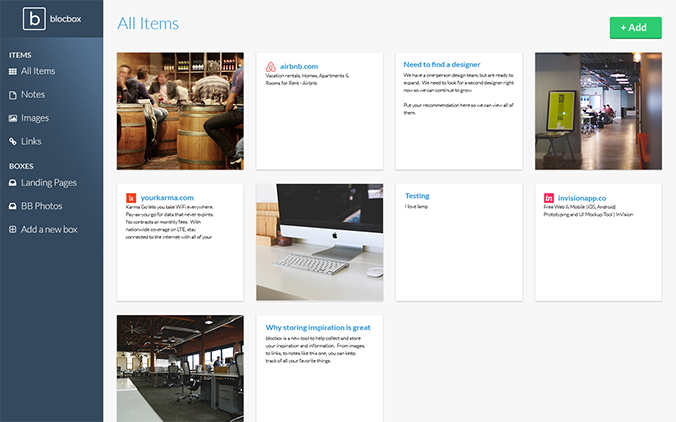 b blocbox
All Items
+ Add
ITEMS
All Items
Notes
Images
Links
BOXES
Landing Pages
BB Photos
Add a new box
airbnb.com
Vacation rentals, Homes, Apartments &
Rooms for Rent - Airbnb
Need to find a designer
We have a one-person design team, but are ready to
expand. We need to look for a second designer right
now so we can continue to grow.
Put your recommendation here so we can view all of
them.
yourkarma.com
Karma Go lets you take WiFi everywhere.
Pay-as-you-go for data that never expires.
No contracts or monthly fees. With
nationwide coverage on LTE, stay
connected to the internet with all of your
Testing
I love lamp
in invisionapp.co
Free Web & Mobile (iOS, Android)
Prototyping and UI Mockup Tool | InVision
Why storing inspiration is great
blocbox is a new tool to help collect and store
your inspiration and information. From images,
to links, to notes like this one, you can keep
track of all your favorite things.